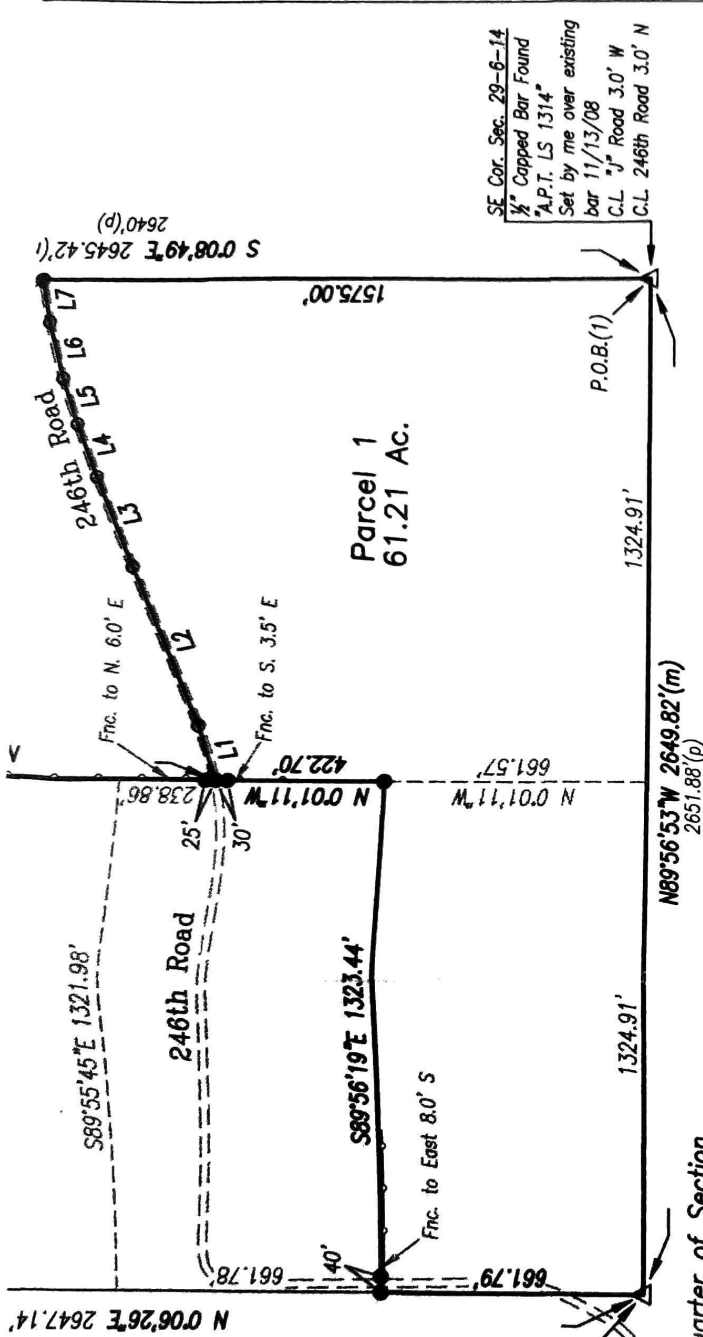 SE Cor. Sec. 29-6-14
½" Capped Bar Found
"A.P.T. LS 1314"
Set by me over existing
bar 11/13/08
C.L. "J" Road 3.0' W
C.L. 246th Road 3.0' N
S 0°08'49"E 2645.42'(
2640'(p)
L7
L6
L5
L4
L3
L2
L1
246th Road
1575.00'
P.O.B.(1)
Parcel 1
61.21 Ac.
Fnc. to N. 6.0' E
Fnc. to S. 3.5' E
238.86'
25'
30'
N 0°01'11"W
422.70'
N 0°01'11"W
661.57'
1324.91'
N89°56'53"W 2649.82'(m)
2651.88'(p)
1324.91'
S89°55'45"E 1321.98'
246th Road
S89°56'19"E 1323.44'
Fnc. to East 8.0' S
40'
661.78
661.79'
N 0°06'26"E 2647.14'
uarter of Section